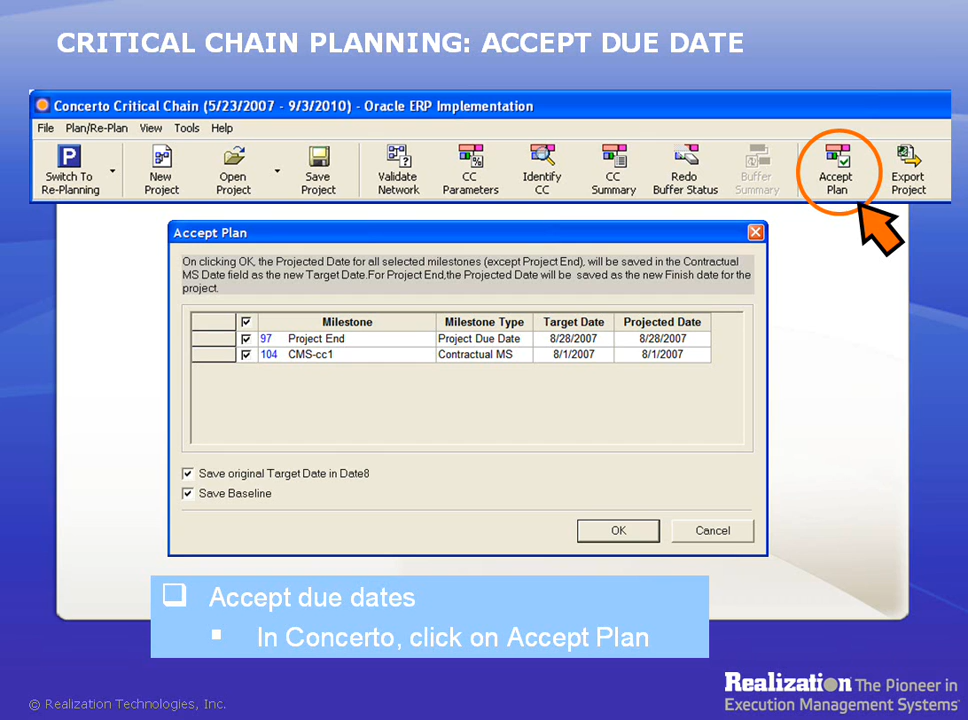 CRITICAL CHAIN PLANNING: ACCEPT DUE DATE
Concerto Critical Chain (5/23/2007 - 9/3/2010) - Oracle ERP Implementation
File Plan/Re-Plan View Tools Help
Switch To Re-Planning
New Project
Open Project
Save Project
Validate Network
CC Parameters
Identify CC
CC Summary
Redo Buffer Status
Buffer Summary
Accept Plan
Export Project
Accept Plan
On clicking OK, the Projected Date for all selected milestones (except Project End), will be saved in the Contractual
MS Date field as the new Target Date.For Project End,the Projected Date will be saved as the new Finish date for the
project.
Milestone Milestone Type Target Date Projected Date
97 Project End Project Due Date 8/28/2007 8/28/2007
104 CMS-cc1 Contractual MS 8/1/2007 8/1/2007
Save original Target Date in Date8
Save Baseline
OK Cancel
Accept due dates
In Concerto, click on Accept Plan
Realization The Pioneer in
Execution Management Systems
© Realization Technologies, Inc.